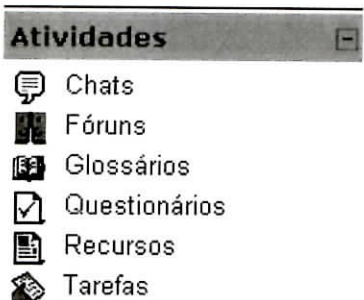 Atividades
Chats
Fóruns
Glossários
Questionários
Recursos
Tarefas